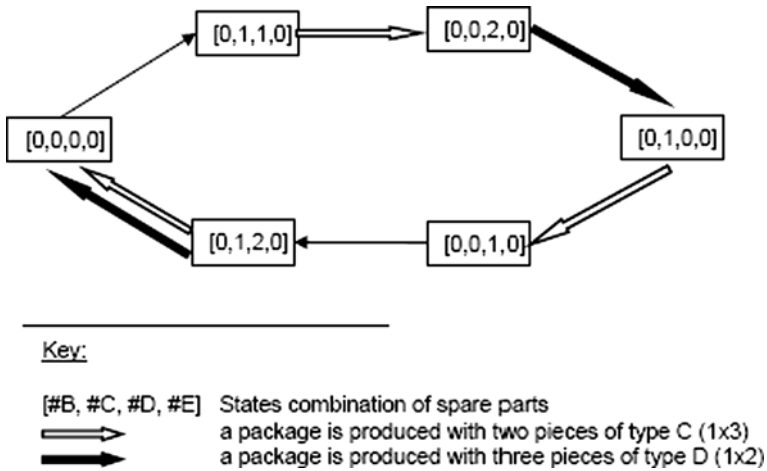 [0,1,1,0]
[0,0,2,0]
[0,0,0,0]
[0,1,0,0]
[0,1,2,0]
[0,0,1,0]
Key:
[#B, #C, #D, #E] States combination of spare parts
a package is produced with two pieces of type C (1x3)
a package is produced with three pieces of type D (1x2)